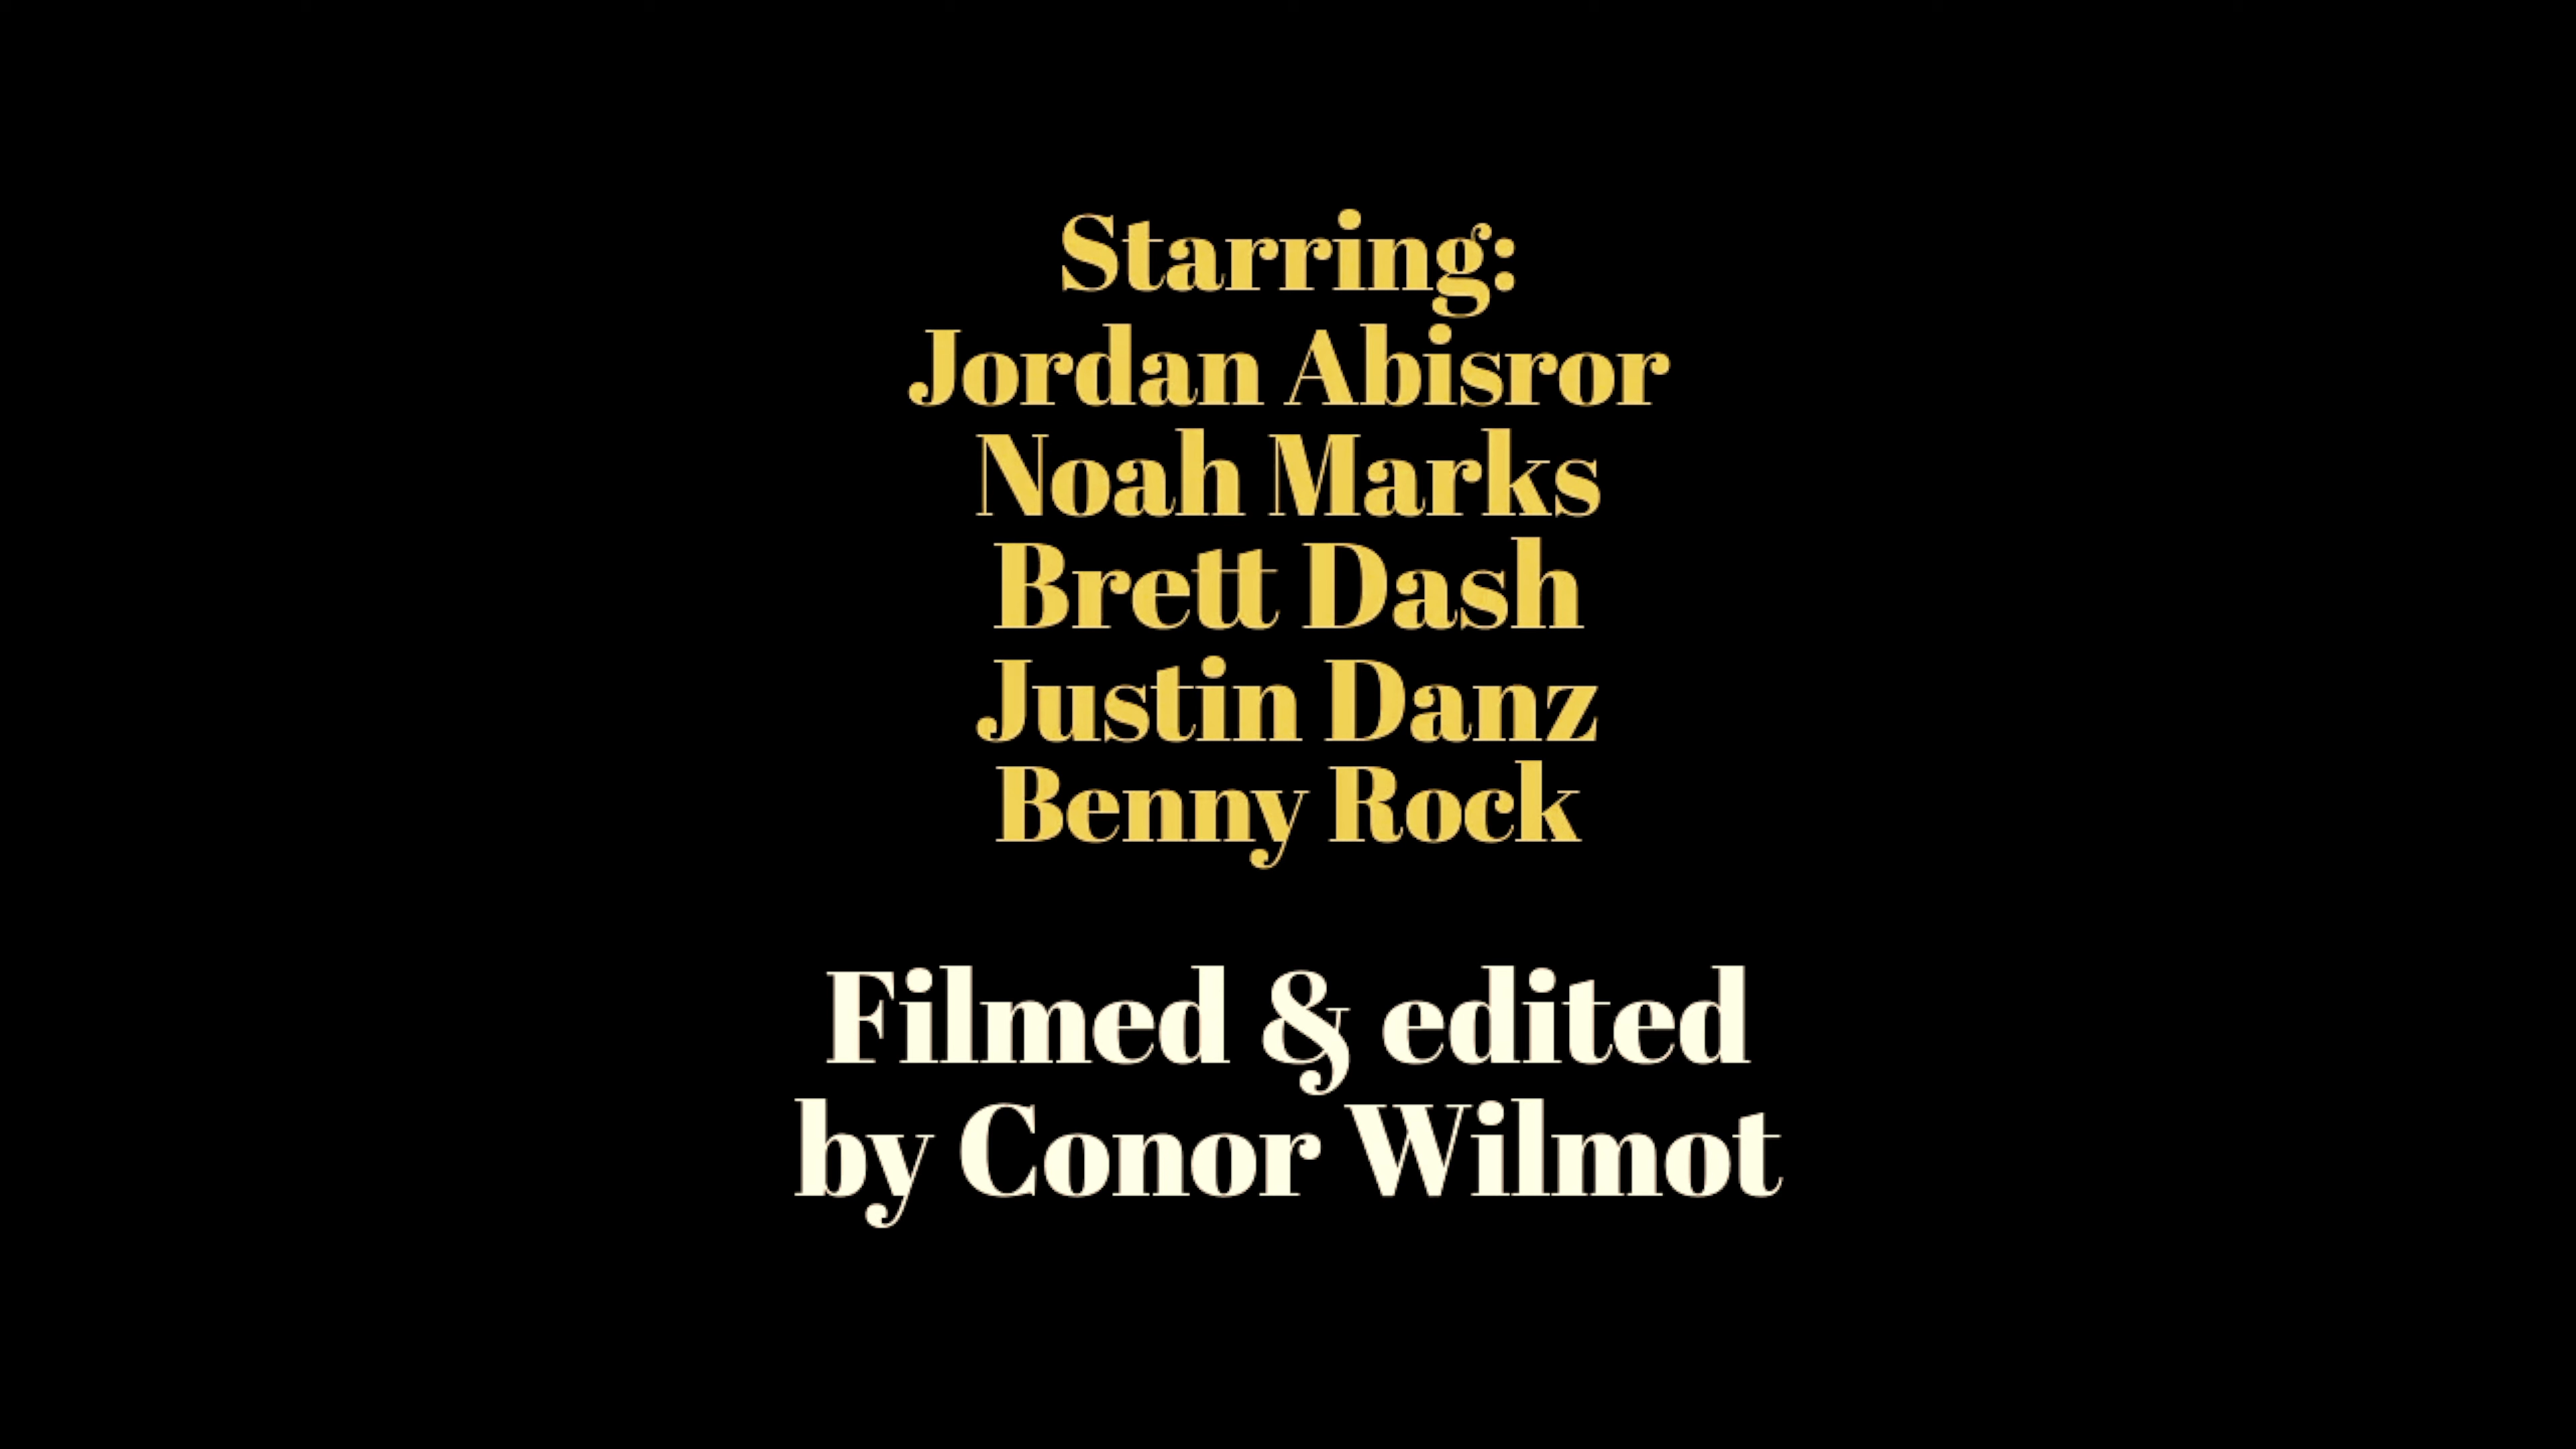 Starring:
Jordan Abisror
Noah Marks
Brett Dash
Justin Danz
Benny Rock
Filmed & edited
by Conor Wilmot